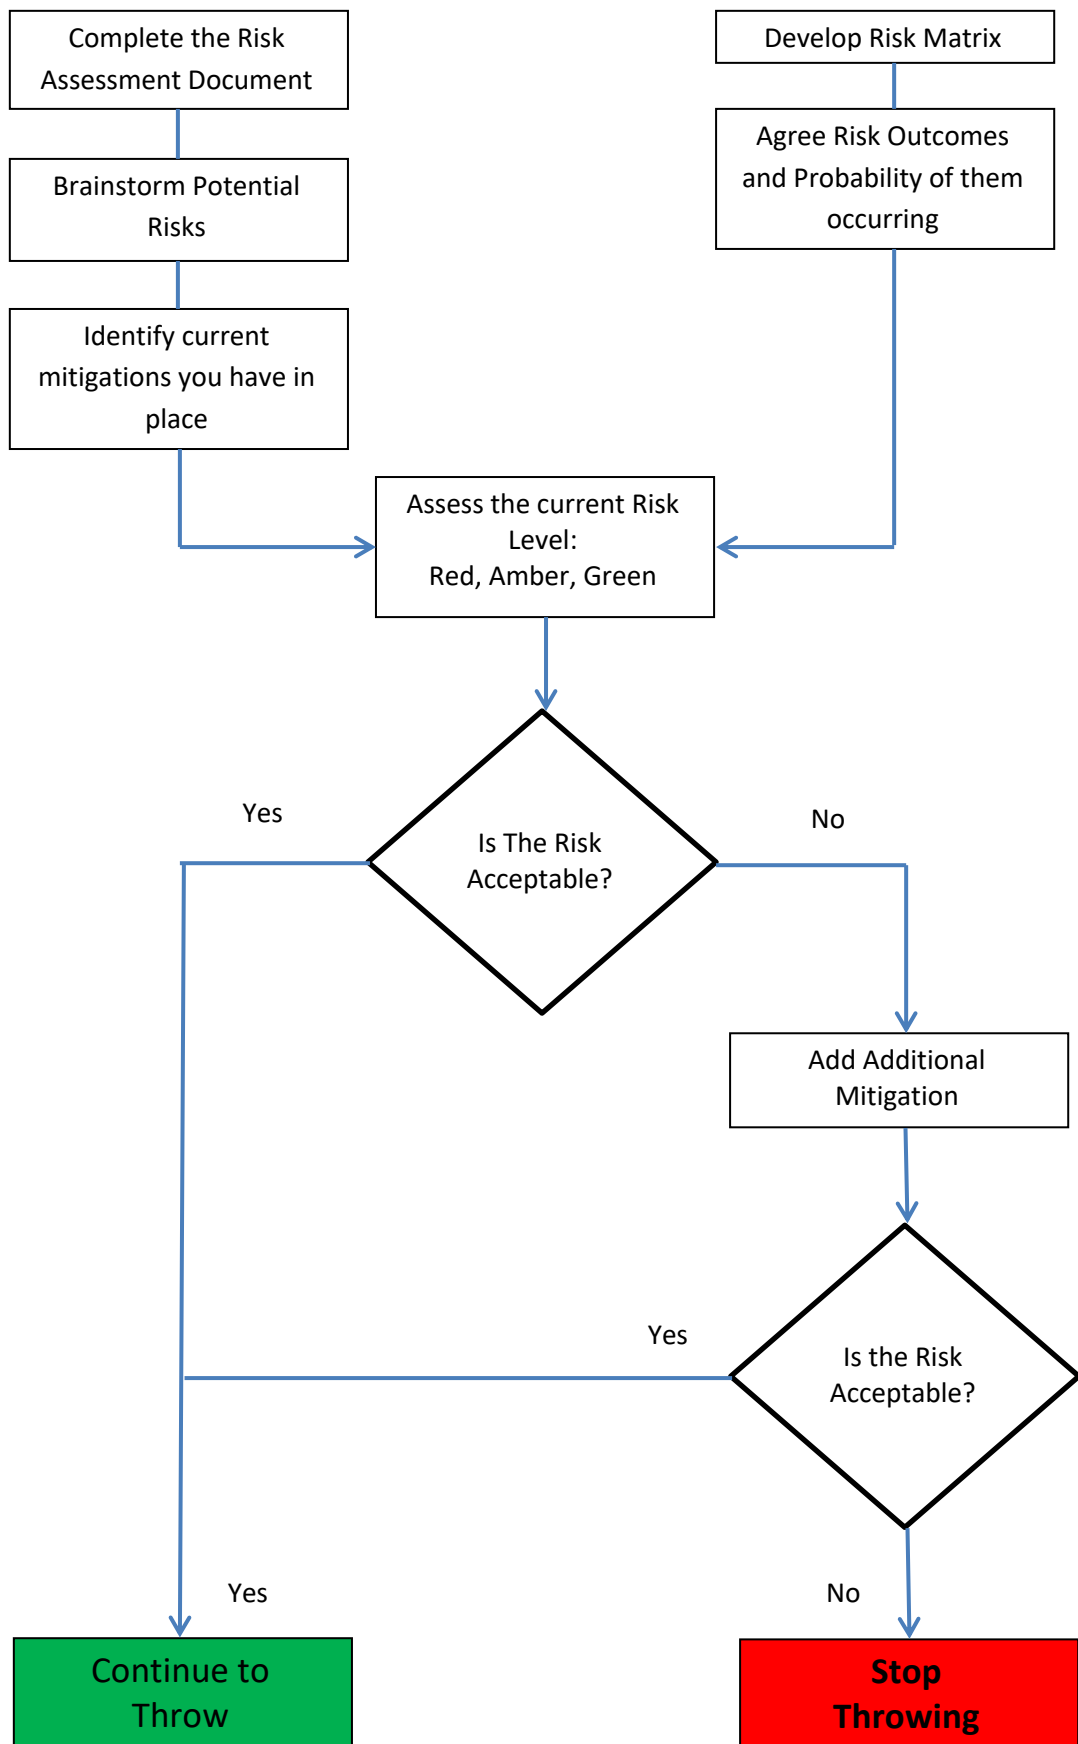 Complete the Risk
Assessment Document
Develop Risk Matrix
Brainstorm Potential
Risks
Agree Risk Outcomes
and Probability of them
occurring
Identify current
mitigations you have in
place
Assess the current Risk
Level:
Red, Amber, Green
Yes
No
Is The Risk
Acceptable?
Add Additional
Mitigation
Yes
Is the Risk
Acceptable?
Yes
No
Continue to
Throw
Stop
Throwing